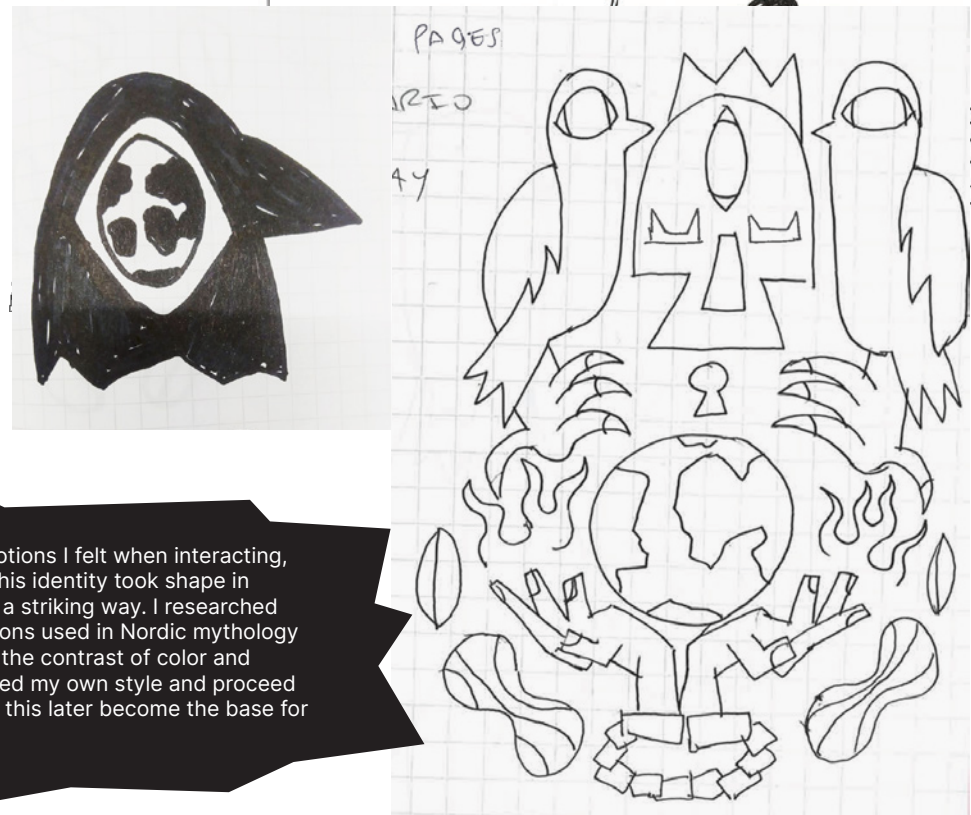 PAGES
ARIO
AY
otions I felt when interacting,
his identity took shape in
a striking way. I researched
ons used in Nordic mythology
the contrast of color and
ed my own style and proceed
this later become the base for